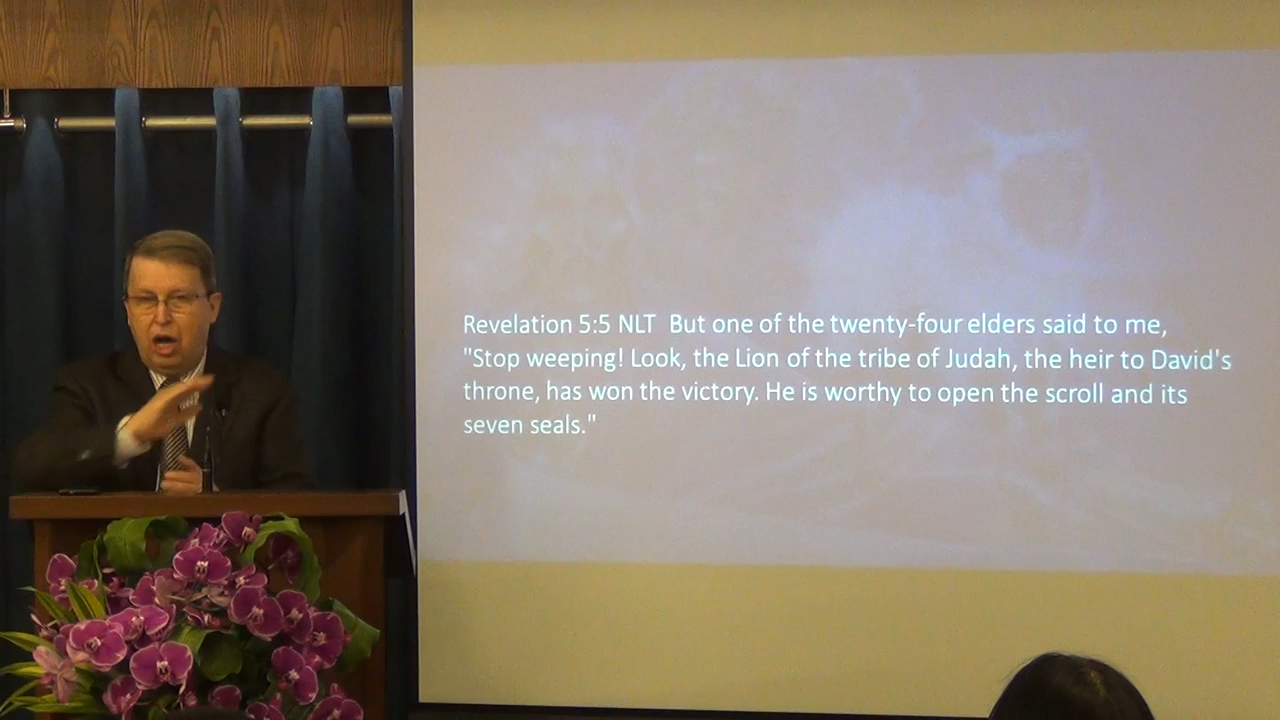 Revelation 5:5 NLT  But one of the twenty-four elders said to me,
"Stop weeping! Look, the Lion of the tribe of Judah, the heir to David's
throne, has won the victory. He is worthy to open the scroll and its
seven seals."